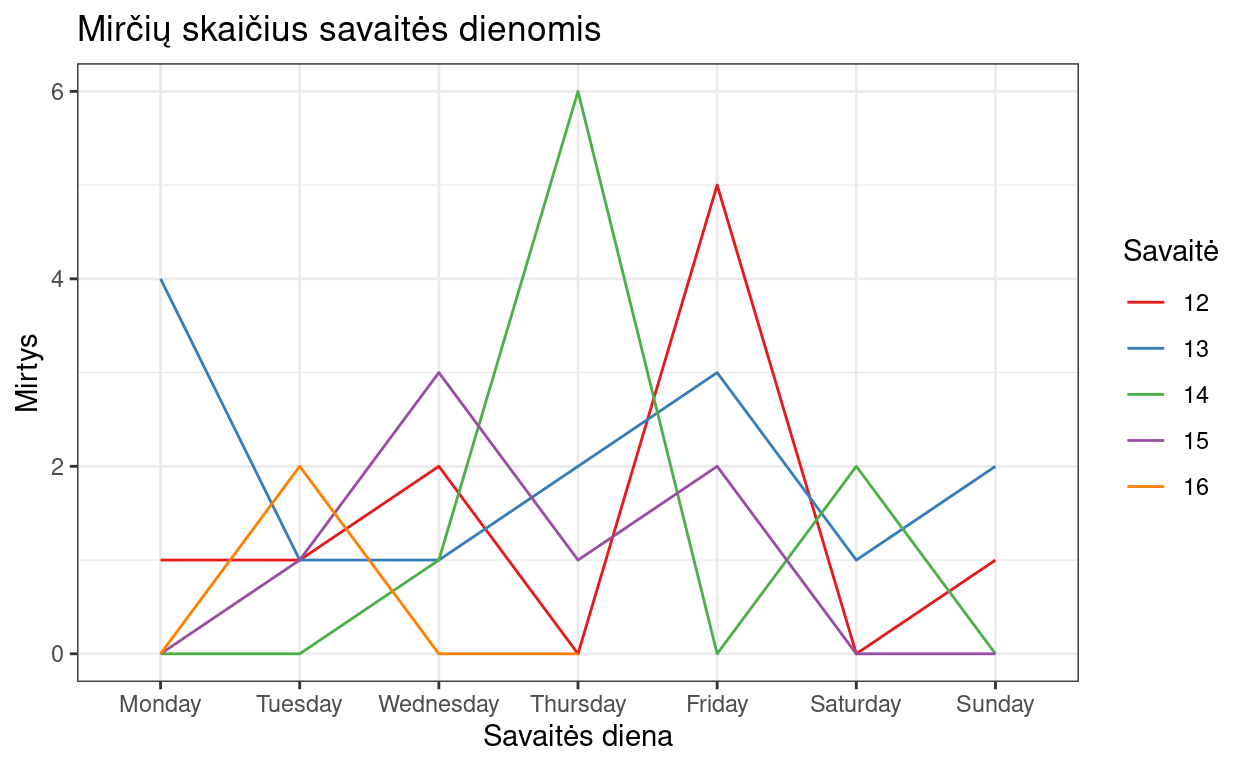 Mirčių skaičius savaitės dienomis
6
4
2
0
Mirtys
Monday Tuesday Wednesday Thursday Friday Saturday Sunday
Savaitės diena
Savaitė
12
13
14
15
16